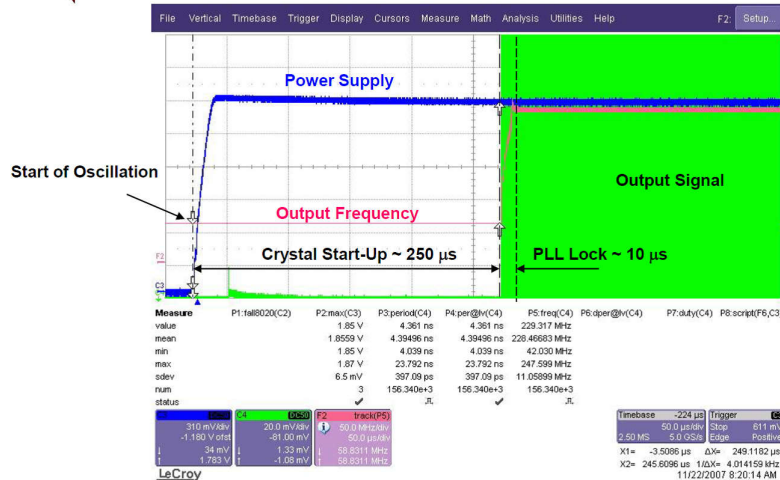 File Vertical Timebase Trigger Display Cursors Measure Math Analysis Utilities Help F2: Setup...
Power Supply
Start of Oscillation
Output Signal
Output Frequency
F2
Crystal Start-Up ~ 250 μs PLL Lock ~ 10 μs
C3
Measure P1:fall8020(C2) P2:max(C3) P3:period(C4) P4:per@lv(C4) P5:freq(C4) P6:dper@lv(C4) P7:duty(C4) P8:script(F6,C3
value 1.85 V 4.361 ns 4.361 ns 229.317 MHz
mean 1.8559 V 4.39496 ns 4.39496 ns 228.46683 MHz
min 1.85 V 4.039 ns 4.039 ns 42.030 MHz
max 1.87 V 23.792 ns 23.792 ns 247.599 MHz
sdev 6.5 mV 397.09 ps 397.09 ps 11.05899 MHz
num 3 156.340e+3 156.340e+3 156.340e+3
status
C4 DC50 F2 track(P5) Timebase -224 μs Trigger
310 mV/div 20.0 mV/div 50.0 MHz/div 50.0 μs/div Stop 611 mV
-1.180 V ofst -81.00 mV 50.0 μs/div 2.50 MS 5.0 GS/s Edge Positive
34 mV 1.33 mV 58.8311 MHz X1= -3.5086 μs ΔX= 249.1182 μs
1.783 V -1.08 mV 58.8311 MHz X2= 245.6096 us 1/ΔX= 4.014159 kHz
LeCroy 11/22/2007 8:20:14 AM